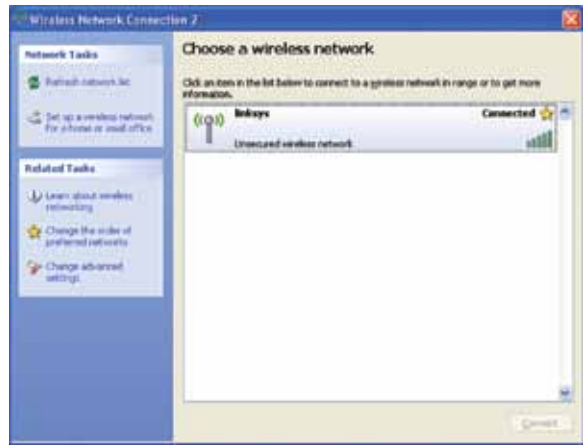 Wireless Network Connection 2
Network Tasks
Refresh network list
Set up a wireless network
for a home or small office
Related Tasks
Learn about wireless
networking
Change the order of
preferred networks
Change advanced
settings
Choose a wireless network
Click an item in the list below to connect to a wireless network in range or to get more
information.
linksys
Connected
Unsecured wireless network
Connect